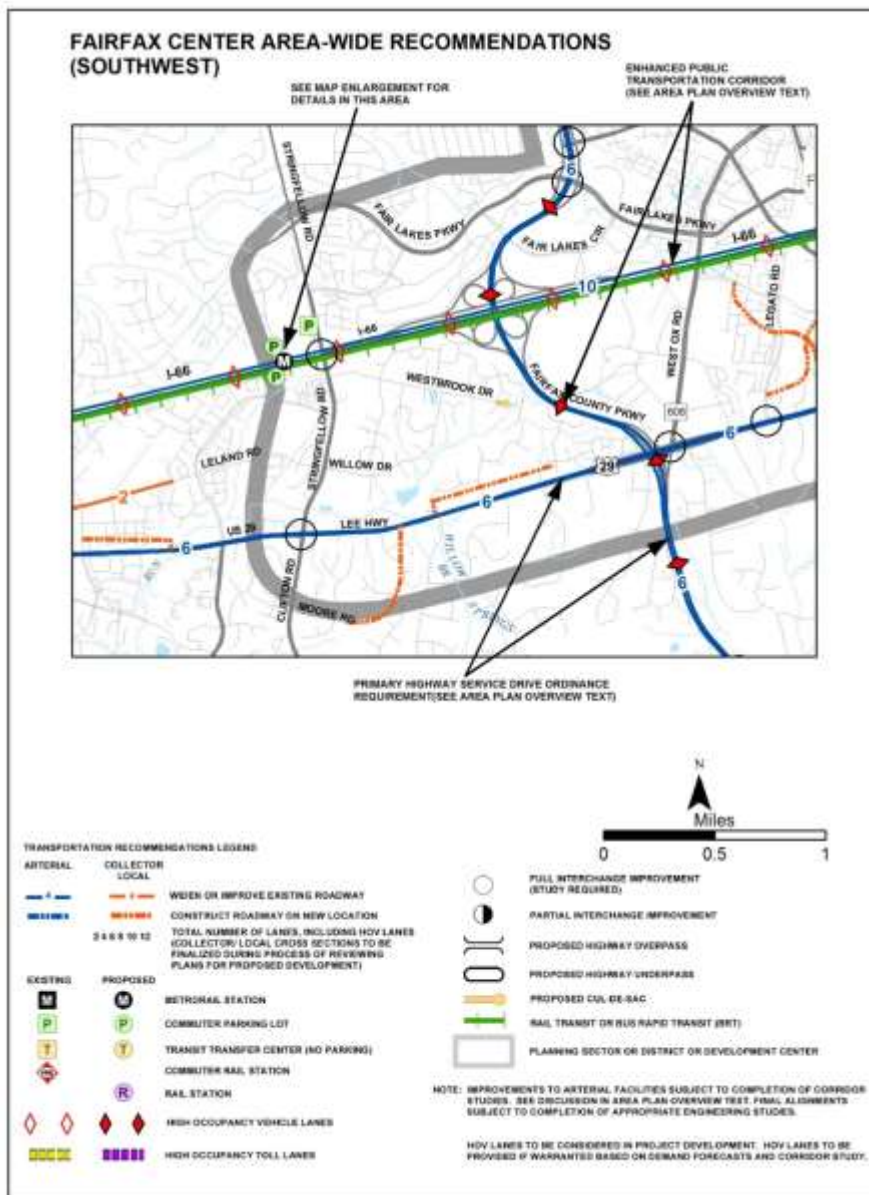 FAIRFAX CENTER AREA-WIDE RECOMMENDATIONS
(SOUTHWEST)
SEE MAP ENLARGEMENT FOR
DETAILS IN THIS AREA
ENHANCED PUBLIC
TRANSPORTATION CORRIDOR
(SEE AREA PLAN OVERVIEW TEXT)
STRINGFELLOW RD
FAIR LAKES PKWY
FAIR LAKES CIR
FAIR LAKES PKWY
6
I-66
10
LEGATO RD
WEST OX RD
P
P
M
P
I-66
I-66
WESTBROOK DR
FAIRFAX COUNTY PKWY
608
6
29
LELAND RD
STRINGFELLOW RD
WILLOW DR
2
6
US 29
LEE HWY
6
6
CLIFTON RD
MOORE RD
SPRINGS
RUN
PRIMARY HIGHWAY SERVICE DRIVE ORDINANCE
REQUIREMENT(SEE AREA PLAN OVERVIEW TEXT)
N
Miles
0 0.5 1
TRANSPORTATION RECOMMENDATIONS LEGEND
ARTERIAL COLLECTOR
LOCAL
WIDEN OR IMPROVE EXISTING ROADWAY
CONSTRUCT ROADWAY ON NEW LOCATION
2 4 6 8 10 12 TOTAL NUMBER OF LANES, INCLUDING HOV LANES
(COLLECTOR/ LOCAL CROSS SECTIONS TO BE
FINALIZED DURING PROCESS OF REVIEWING
PLANS FOR PROPOSED DEVELOPMENT)
EXISTING PROPOSED
M M METRORAIL STATION
P P COMMUTER PARKING LOT
T T TRANSIT TRANSFER CENTER (NO PARKING)
COMMUTER RAIL STATION
R RAIL STATION
HIGH OCCUPANCY VEHICLE LANES
HIGH OCCUPANCY TOLL LANES
FULL INTERCHANGE IMPROVEMENT
(STUDY REQUIRED)
PARTIAL INTERCHANGE IMPROVEMENT
PROPOSED HIGHWAY OVERPASS
PROPOSED HIGHWAY UNDERPASS
PROPOSED CUL-DE-SAC
RAIL TRANSIT OR BUS RAPID TRANSIT (BRT)
PLANNING SECTOR OR DISTRICT OR DEVELOPMENT CENTER
NOTE: IMPROVEMENTS TO ARTERIAL FACILITIES SUBJECT TO COMPLETION OF CORRIDOR
STUDIES. SEE DISCUSSION IN AREA PLAN OVERVIEW TEXT. FINAL ALIGNMENTS
SUBJECT TO COMPLETION OF APPROPRIATE ENGINEERING STUDIES.
HOV LANES TO BE CONSIDERED IN PROJECT DEVELOPMENT. HOV LANES TO BE
PROVIDED IF WARRANTED BASED ON DEMAND FORECASTS AND CORRIDOR STUDY.